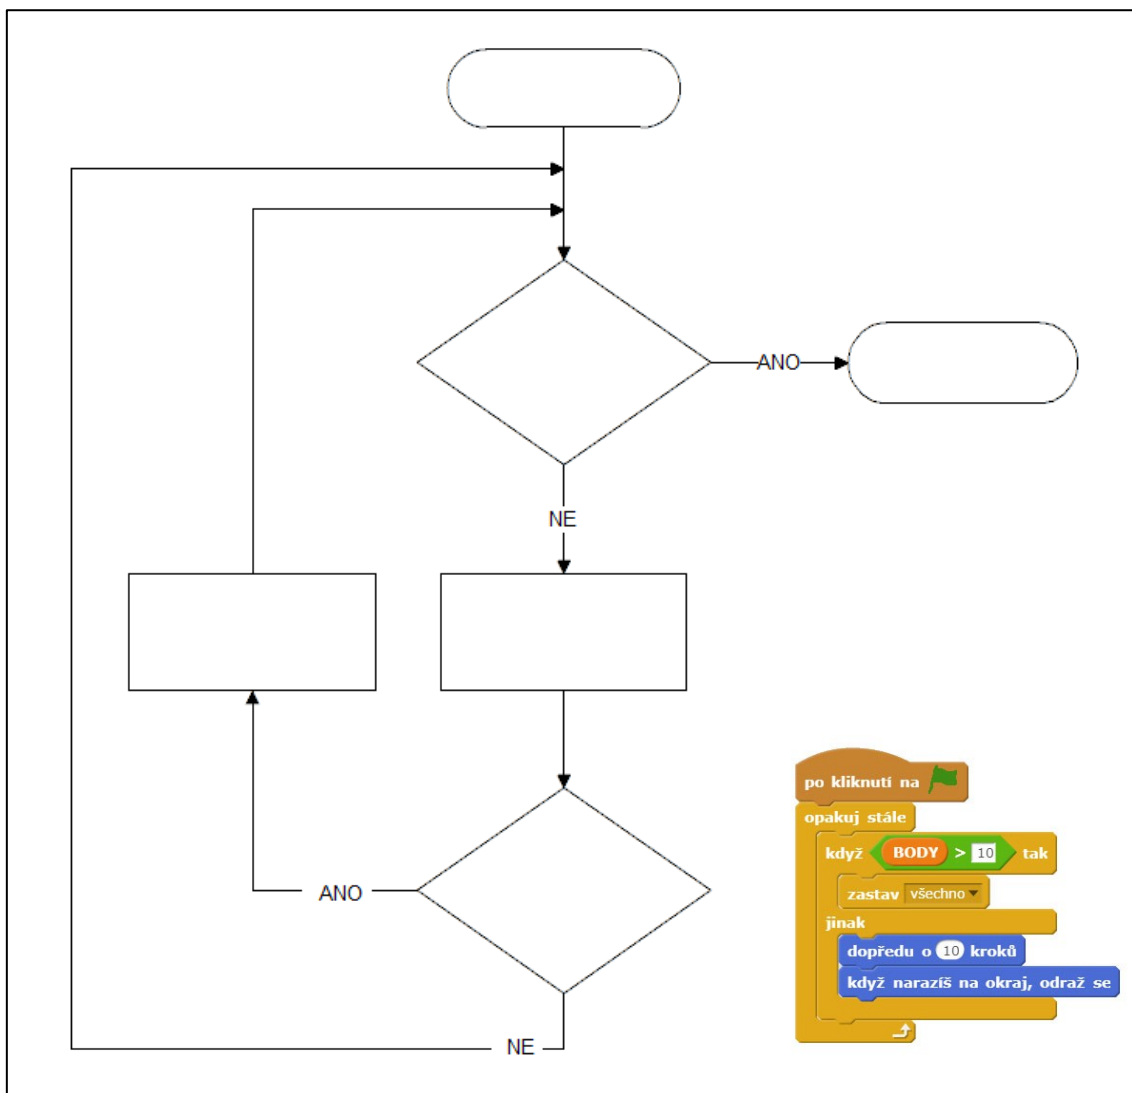 ANO
NE
ANO
NE
po kliknutí na
opakuj stále
když BODY > 10 tak
zastav všechno
jinak
dopředu o 10 kroků
když narazíš na okraj, odraž se